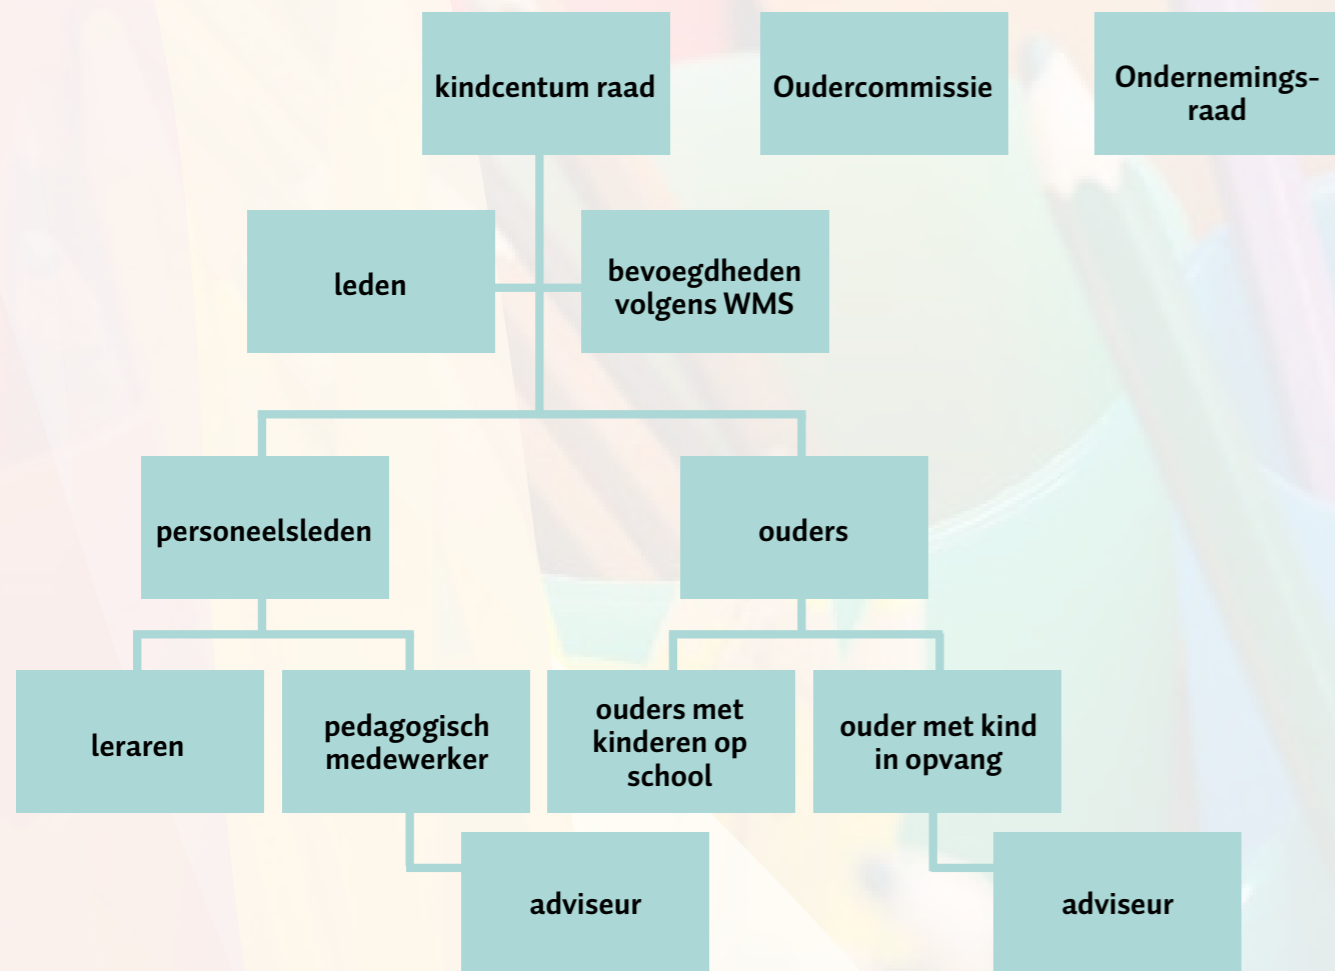 kindcentum raad
Oudercommissie
Ondernemings-
raad
leden
bevoegdheden
volgens WMS
personeelsleden
ouders
leraren
pedagogisch
medewerker
ouders met
kinderen op
school
ouder met kind
in opvang
adviseur
adviseur